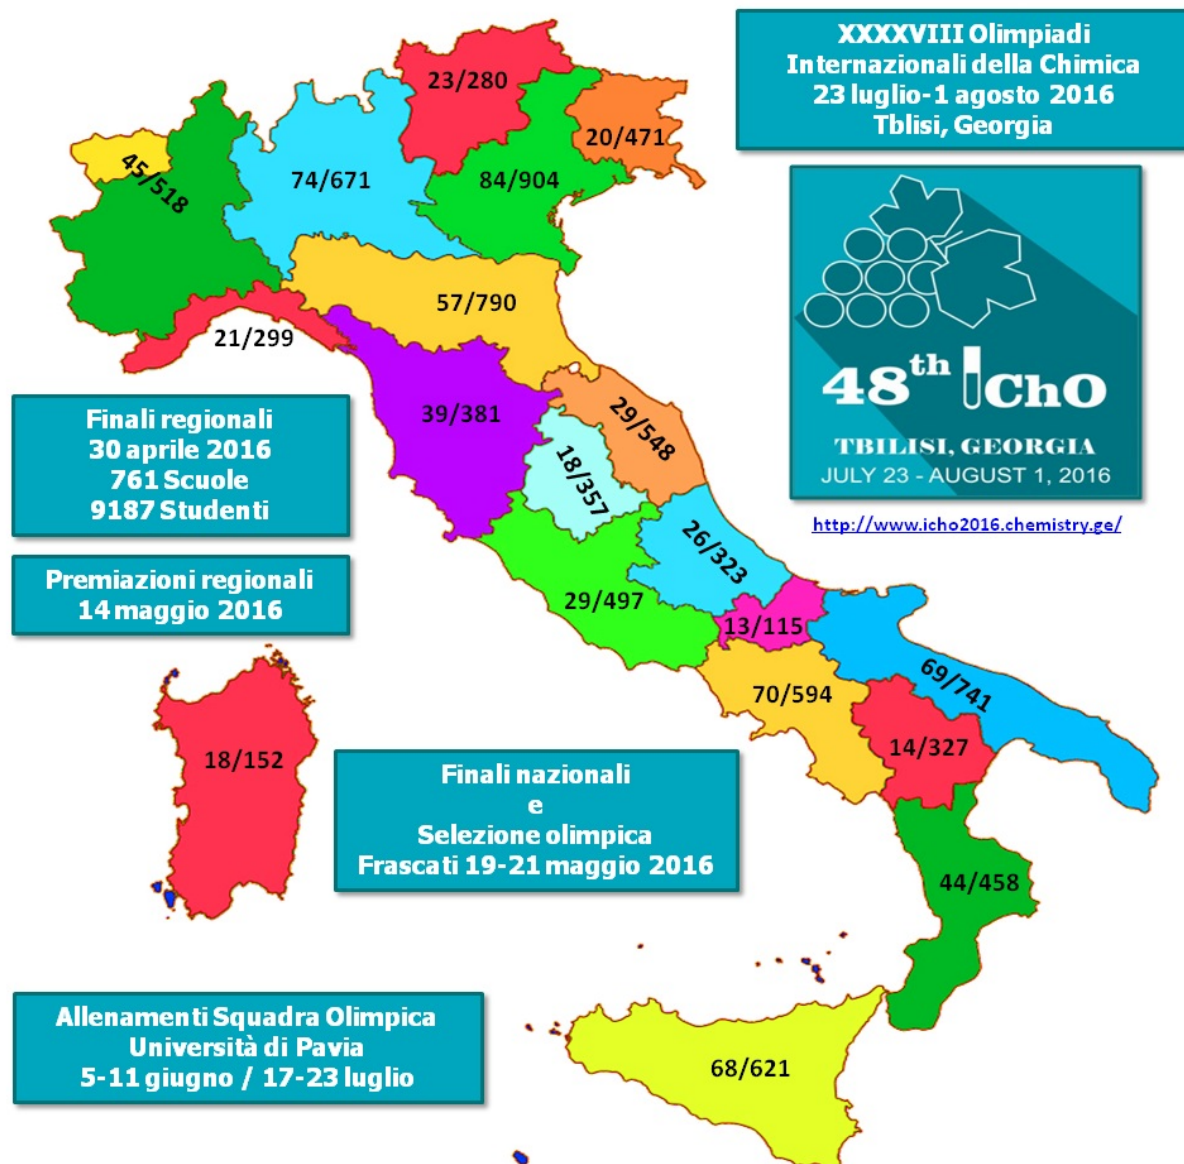 XXXXVIII Olimpiadi
Internazionali della Chimica
23 luglio-1 agosto 2016
Tblisi, Georgia
23/280
20/471
45/518
74/671
84/904
57/790
21/299
48th IChO
TBILISI, GEORGIA
JULY 23 - AUGUST 1, 2016
http://www.icho2016.chemistry.ge/
Finali regionali
30 aprile 2016
761 Scuole
9187 Studenti
39/381
29/548
18/357
26/323
Premiazioni regionali
14 maggio 2016
29/497
13/115
70/594
69/741
14/327
18/152
Finali nazionali
e
Selezione olimpica
Frascati 19-21 maggio 2016
44/458
Allenamenti Squadra Olimpica
Università di Pavia
5-11 giugno / 17-23 luglio
68/621